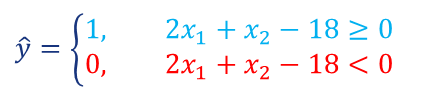 ŷ = { 1, 2x₁ + x₂ − 18 ≥ 0
0, 2x₁ + x₂ − 18 < 0